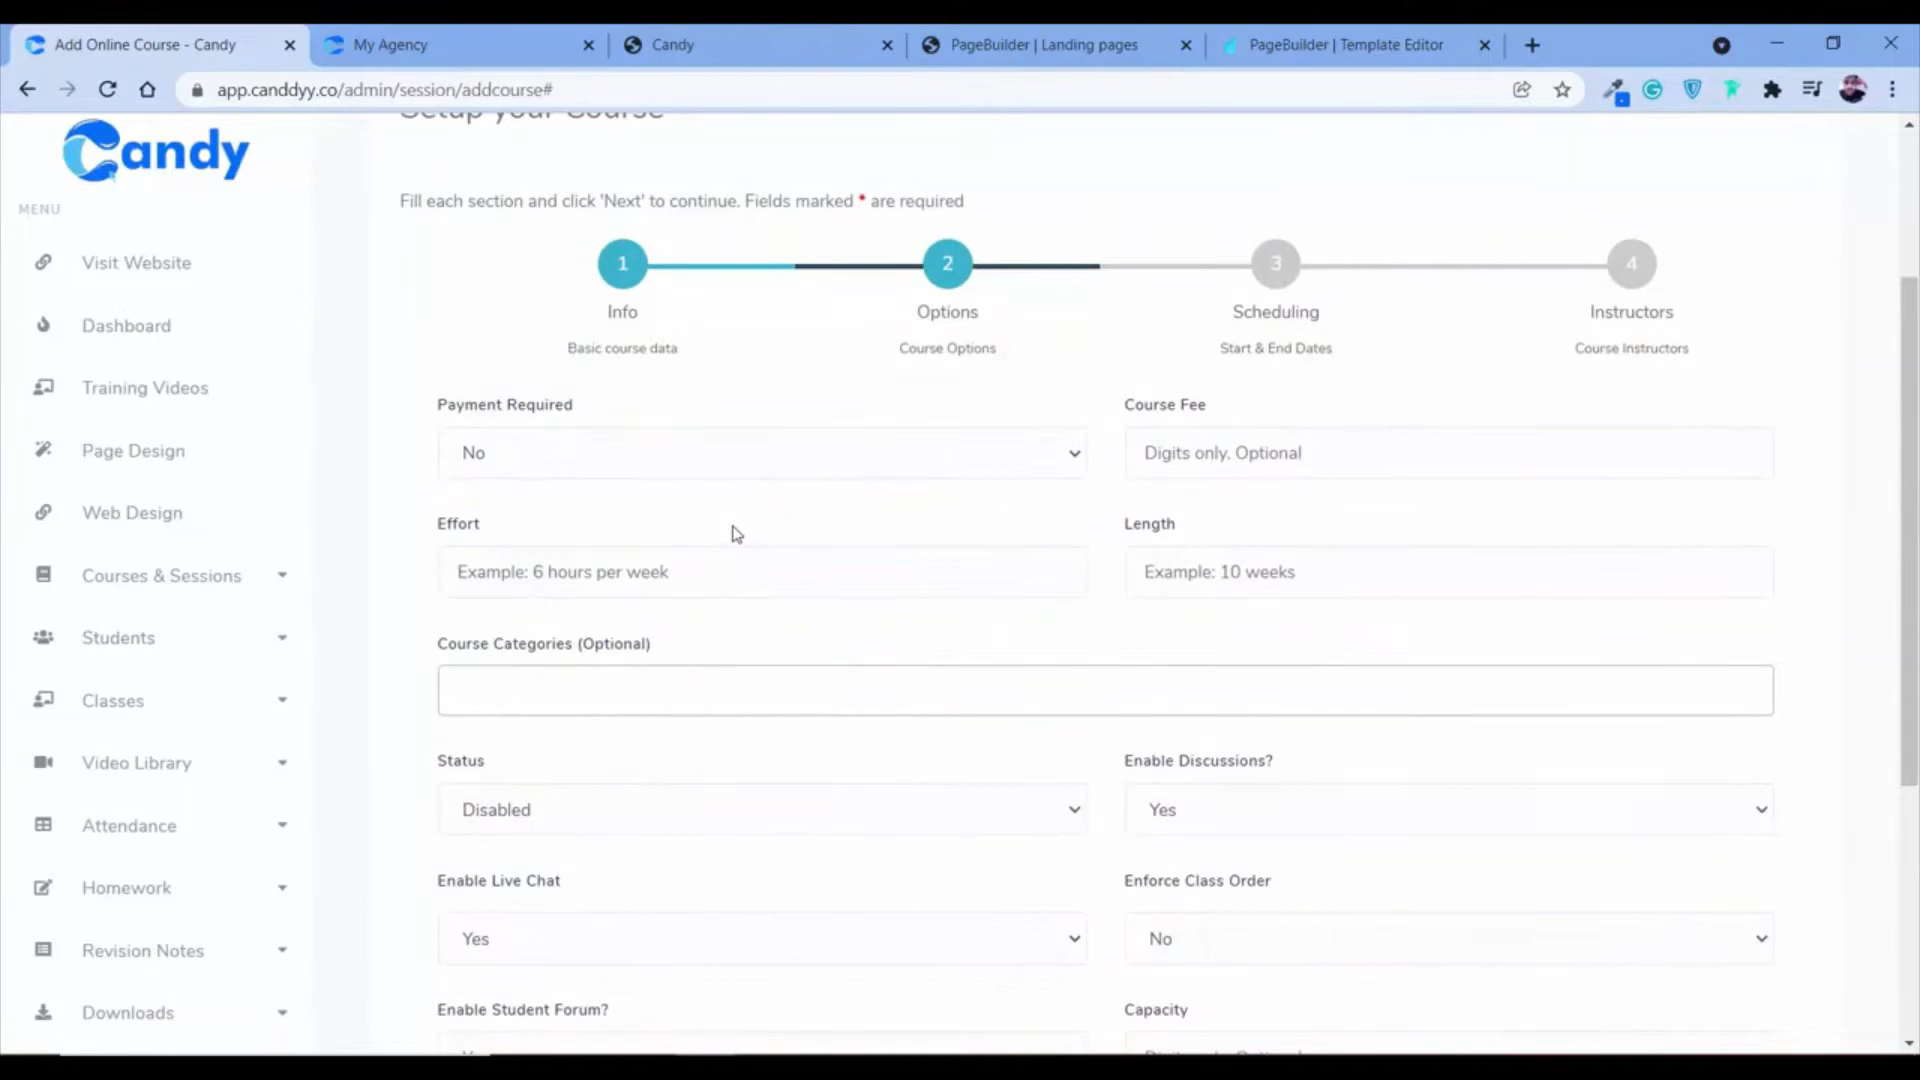 Add Online Course - Candy
My Agency
Candy
PageBuilder | Landing pages
PageBuilder | Template Editor
app.canddyy.co/admin/session/addcourse#
Candy
Setup your Course
MENU
Fill each section and click 'Next' to continue. Fields marked * are required
Visit Website
Dashboard
Training Videos
Page Design
Web Design
Courses & Sessions
Students
Classes
Video Library
Attendance
Homework
Revision Notes
Downloads
1
2
3
4
Info
Options
Scheduling
Instructors
Basic course data
Course Options
Start & End Dates
Course Instructors
Payment Required
Course Fee
No
Digits only. Optional
Effort
Length
Example: 6 hours per week
Example: 10 weeks
Course Categories (Optional)
Status
Enable Discussions?
Disabled
Yes
Enable Live Chat
Enforce Class Order
Yes
No
Enable Student Forum?
Capacity